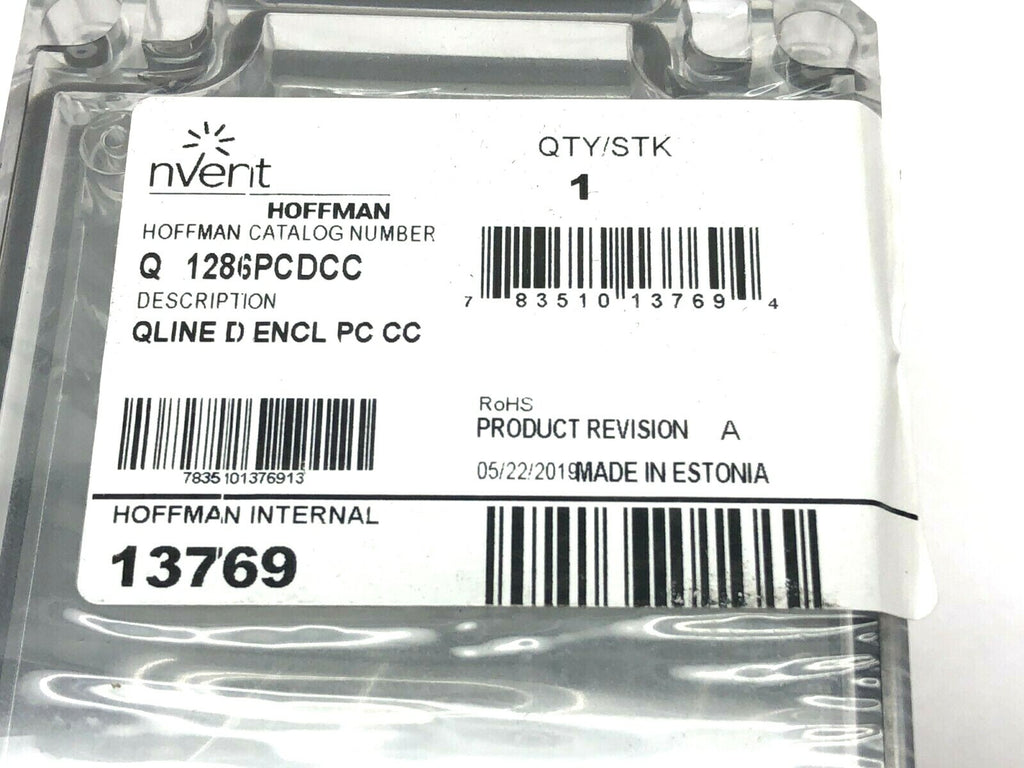 nVent
HOFFMAN
HOFFMAN CATALOG NUMBER
Q 1286PCDCC
DESCRIPTION
QLINE D ENCL PC CC
QTY/STK
1
7 83510 13769 4
7835101376913
RoHS
PRODUCT REVISION A
05/22/2019 MADE IN ESTONIA
HOFFMAN INTERNAL
13769